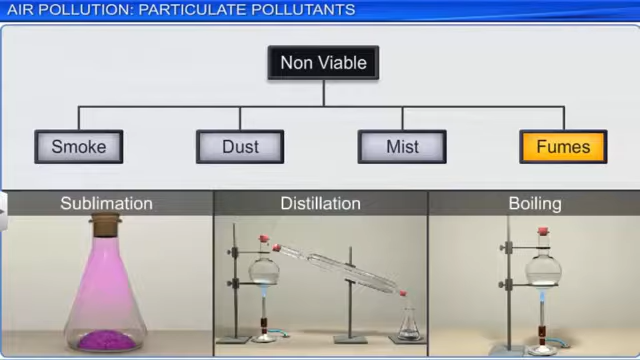 AIR POLLUTION: PARTICULATE POLLUTANTS
Non Viable
Smoke
Dust
Mist
Fumes
Sublimation
Distillation
Boiling